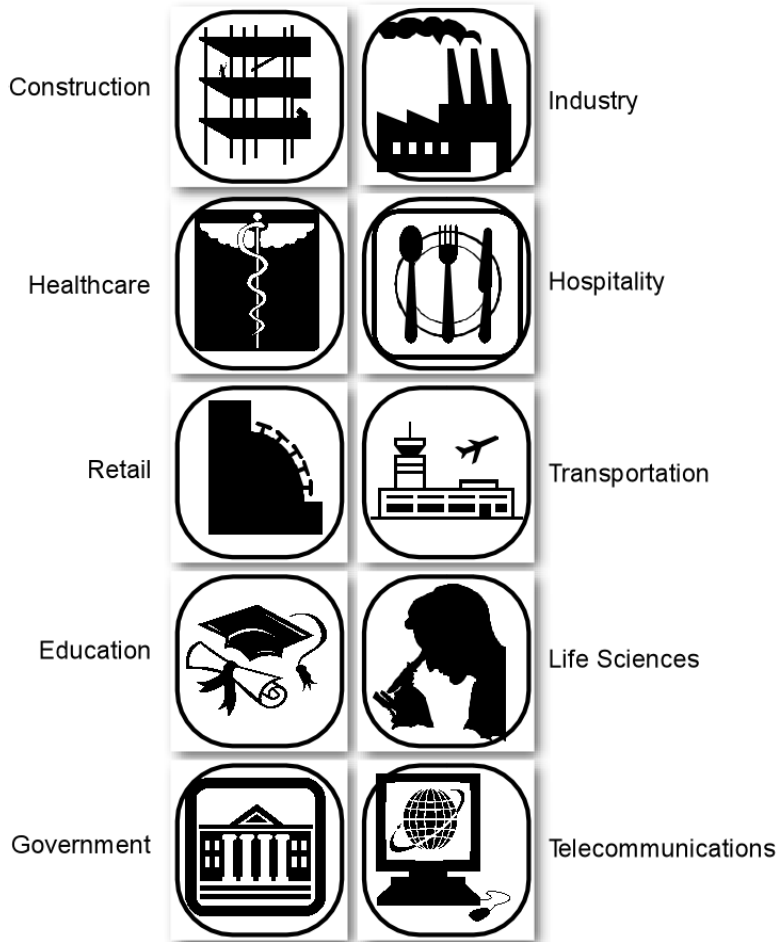 Construction
Industry
Healthcare
Hospitality
Retail
Transportation
Education
Life Sciences
Government
Telecommunications